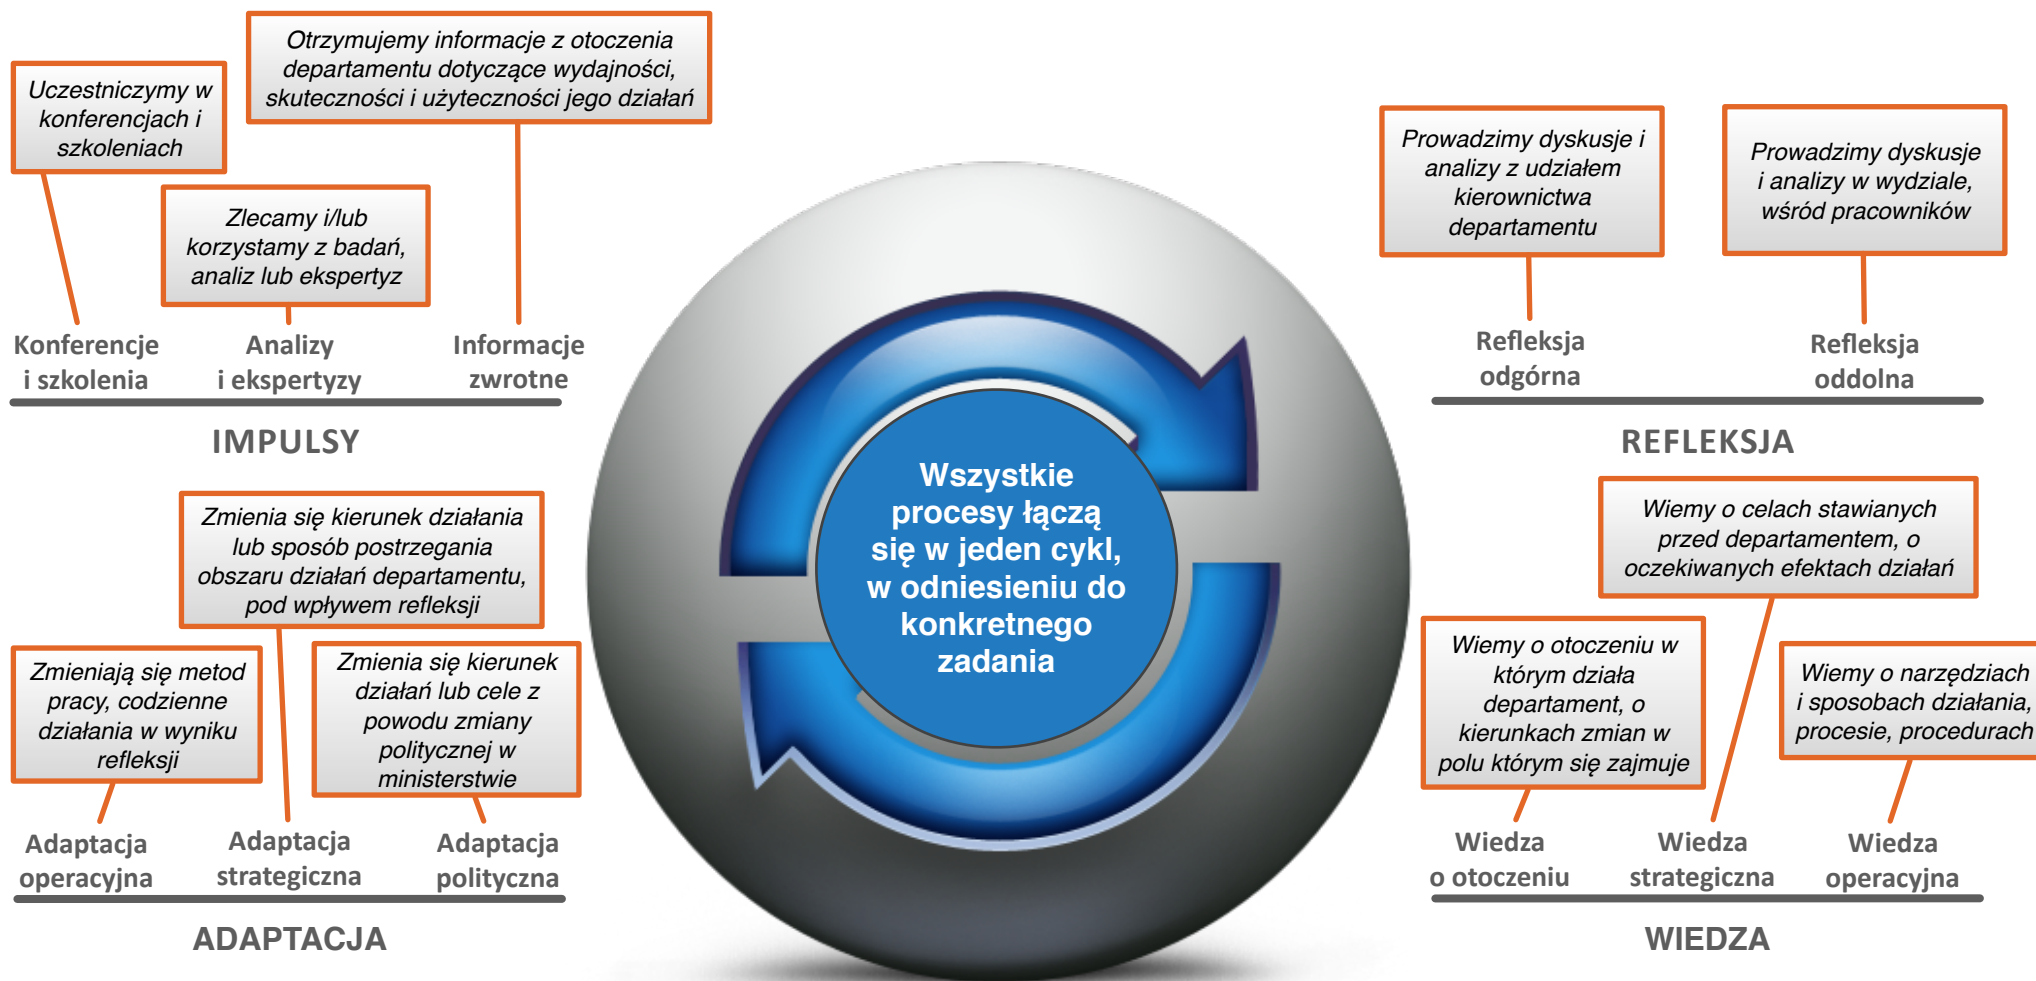 Otrzymujemy informacje z otoczenia
departamentu dotyczące wydajności,
skuteczności i użyteczności jego działań
Uczestniczymy w
konferencjach i
szkoleniach
Zlecamy i/lub
korzystamy z badań,
analiz lub ekspertyz
Konferencje
i szkolenia
Analizy
i ekspertyzy
Informacje
zwrotne
IMPULSY
Prowadzimy dyskusje i
analizy z udziałem
kierownictwa
departamentu
Prowadzimy dyskusje
i analizy w wydziale,
wśród pracowników
Refleksja
odgórna
Refleksja
oddolna
REFLEKSJA
Wszystkie
procesy łączą
się w jeden cykl,
w odniesieniu do
konkretnego
zadania
Zmienia się kierunek działania
lub sposób postrzegania
obszaru działań departamentu,
pod wpływem refleksji
Zmieniają się metod
pracy, codzienne
działania w wyniku
refleksji
Zmienia się kierunek
działań lub cele z
powodu zmiany
politycznej w
ministerstwie
Adaptacja
operacyjna
Adaptacja
strategiczna
Adaptacja
polityczna
ADAPTACJA
Wiemy o celach stawianych
przed departamentem, o
oczekiwanych efektach działań
Wiemy o otoczeniu w
którym działa
departament, o
kierunkach zmian w
polu którym się zajmuje
Wiemy o narzędziach
i sposobach działania,
procesie, procedurach
Wiedza
o otoczeniu
Wiedza
strategiczna
Wiedza
operacyjna
WIEDZA